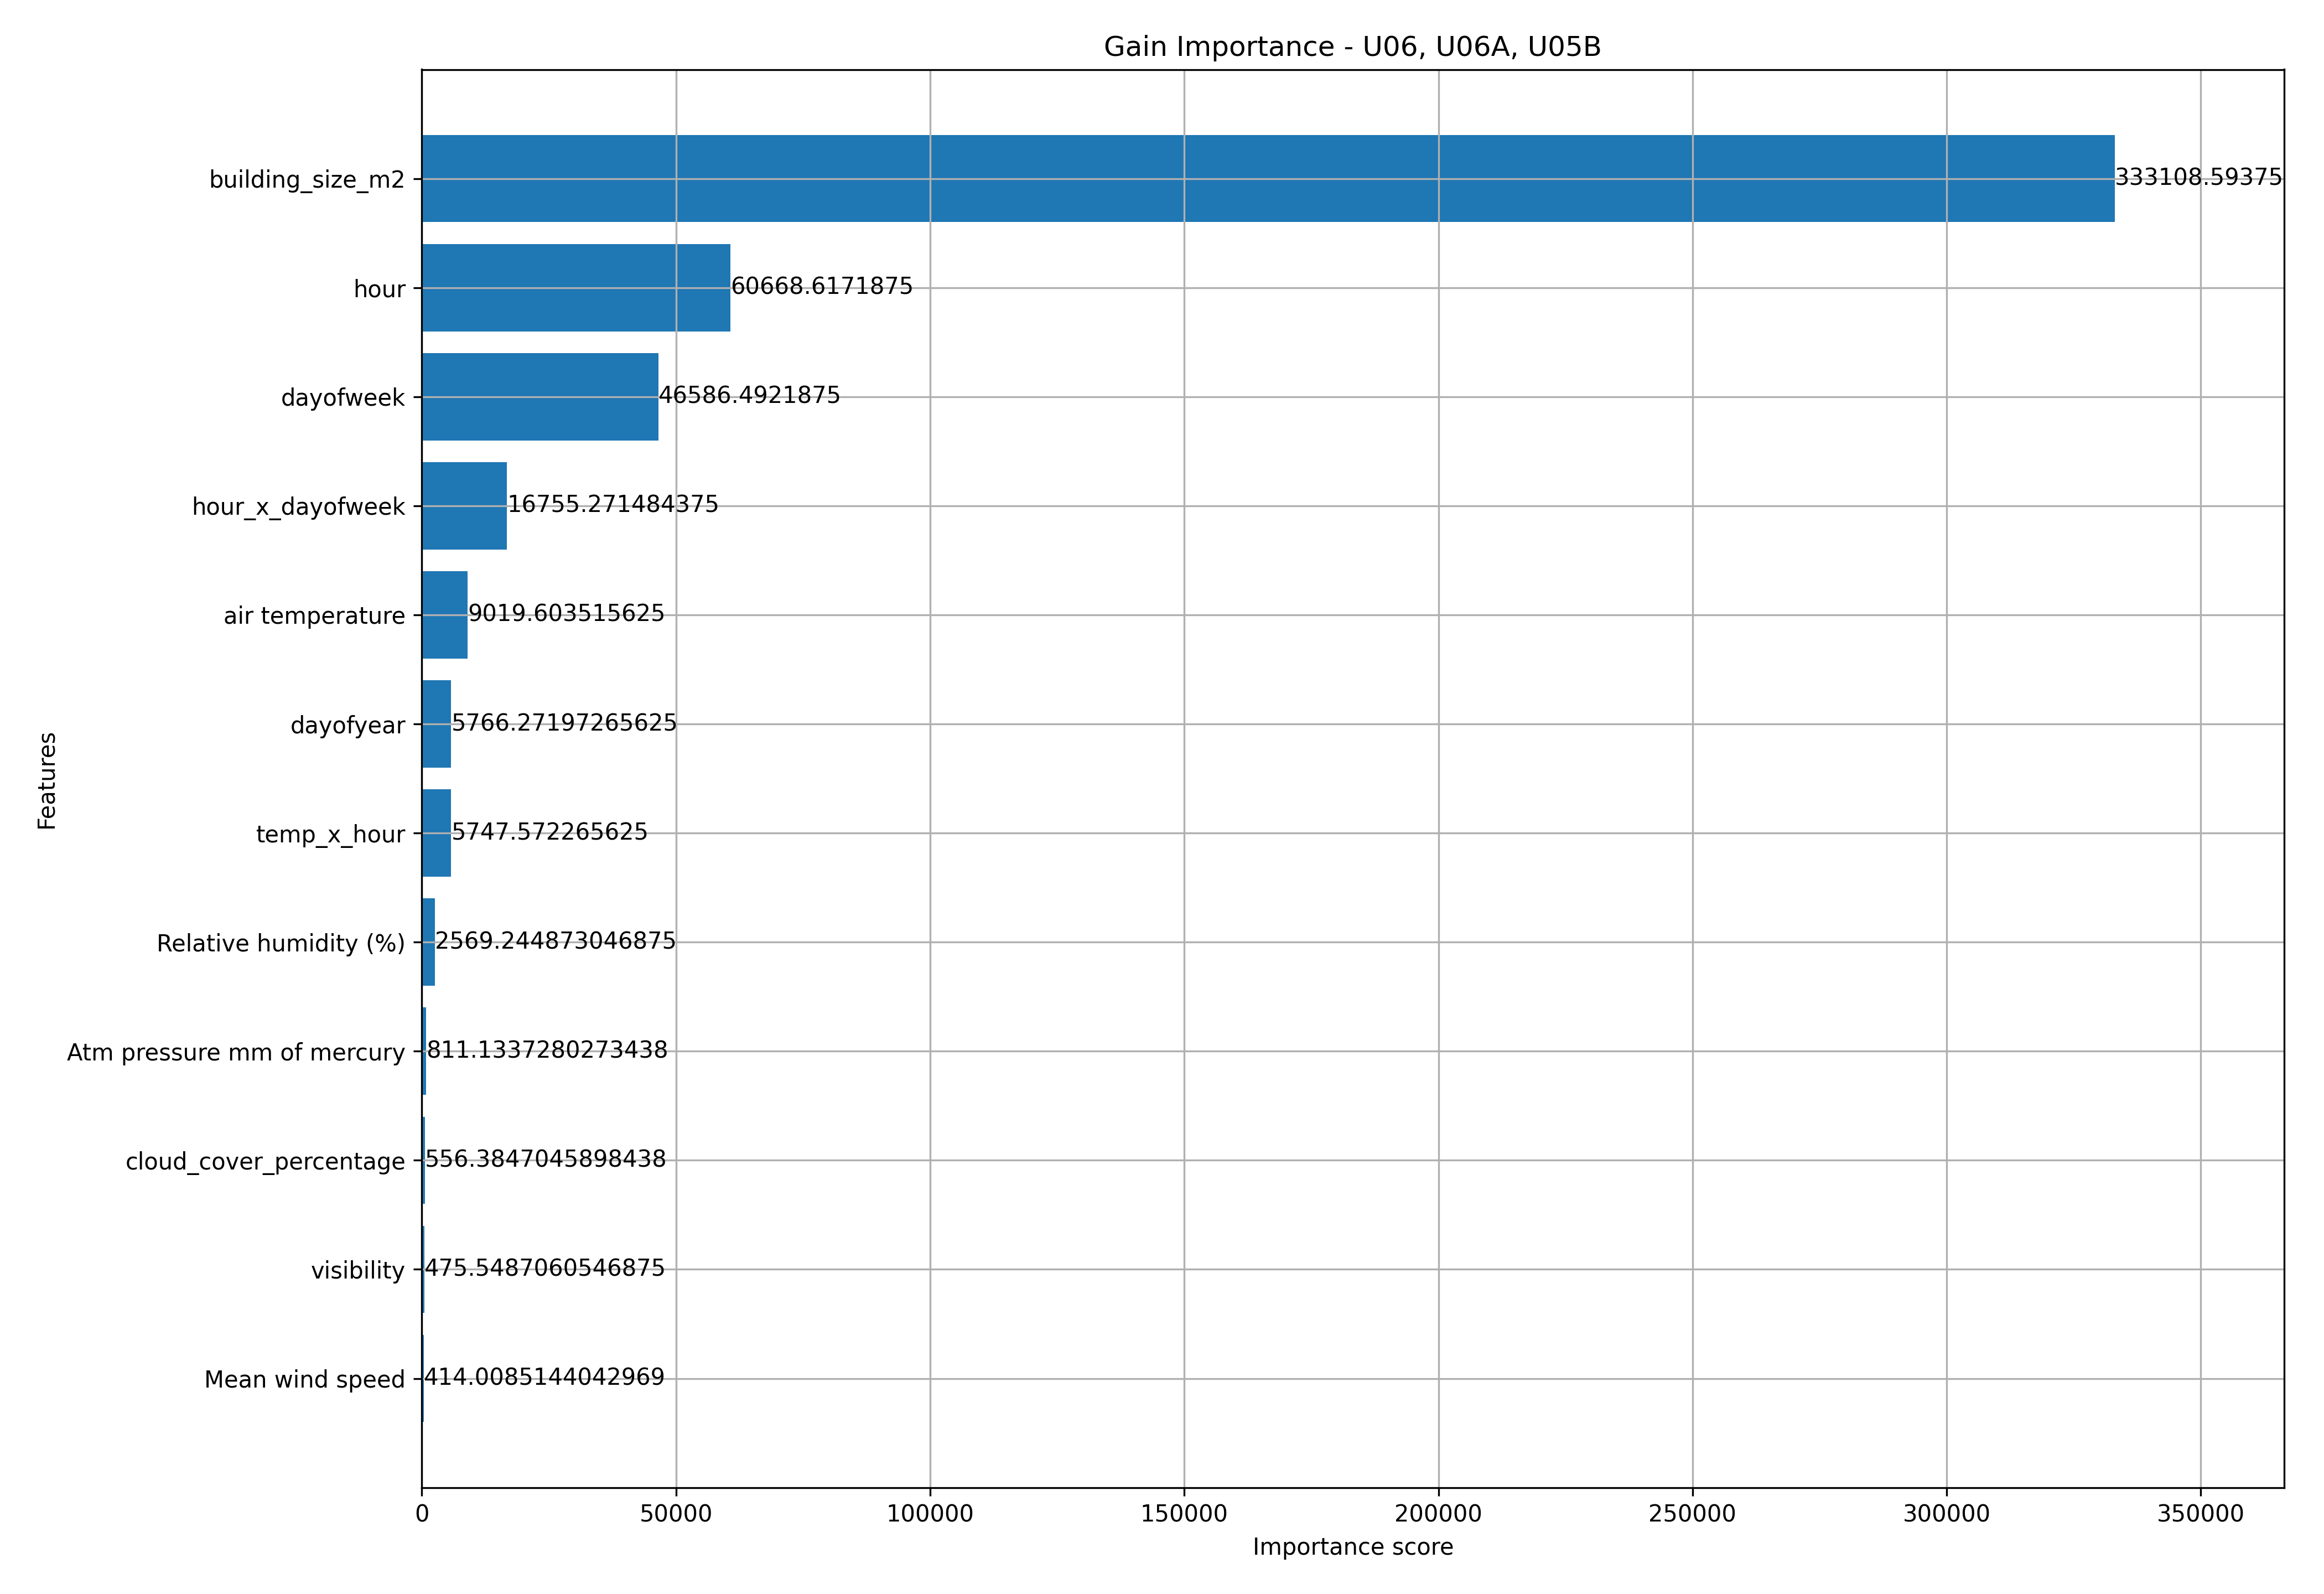 Gain Importance - U06, U06A, U05B
building_size_m2 333108.59375
hour 60668.6171875
dayofweek 46586.4921875
hour_x_dayofweek 16755.271484375
air temperature 9019.603515625
dayofyear 5766.27197265625
temp_x_hour 5747.572265625
Relative humidity (%) 2569.244873046875
Atm pressure mm of mercury 811.1337280273438
cloud_cover_percentage 556.3847045898438
visibility 475.5487060546875
Mean wind speed 414.0085144042969
Features
0 50000 100000 150000 200000 250000 300000 350000
Importance score